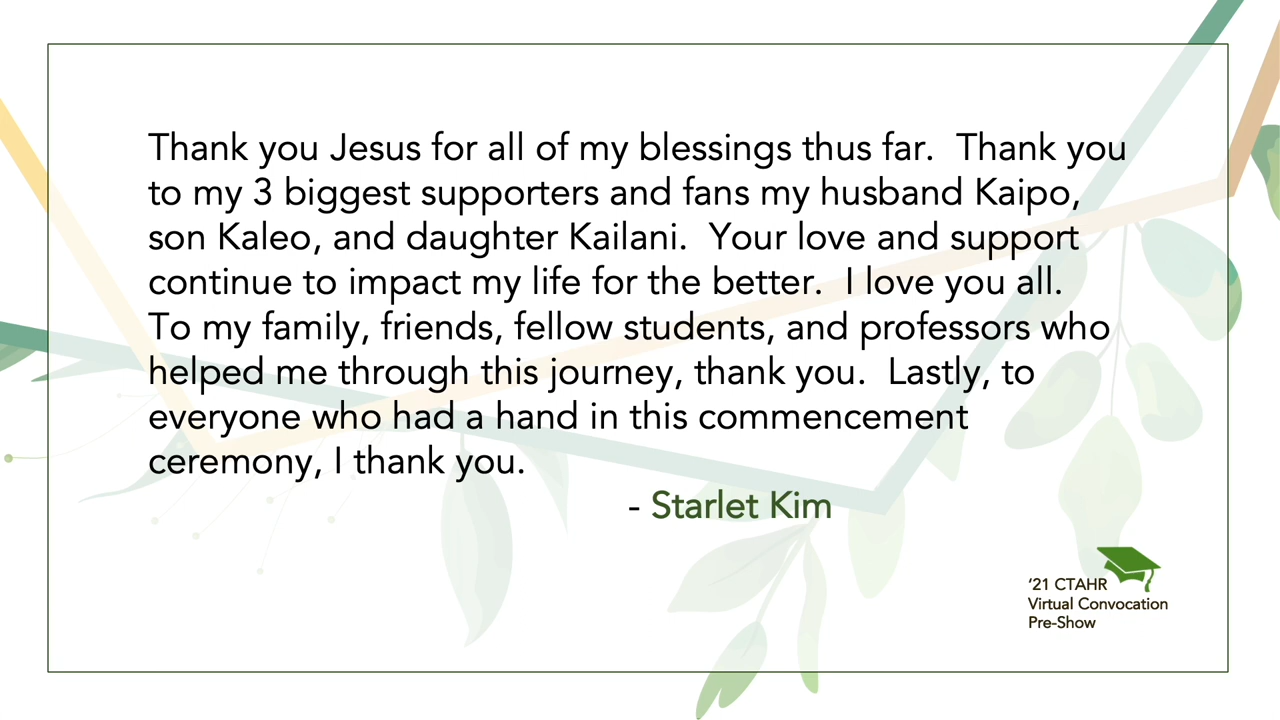 Thank you Jesus for all of my blessings thus far.  Thank you
to my 3 biggest supporters and fans my husband Kaipo,
son Kaleo, and daughter Kailani.  Your love and support
continue to impact my life for the better.  I love you all.
To my family, friends, fellow students, and professors who
helped me through this journey, thank you.  Lastly, to
everyone who had a hand in this commencement
ceremony, I thank you.
- Starlet Kim
‘21 CTAHR
Virtual Convocation
Pre-Show